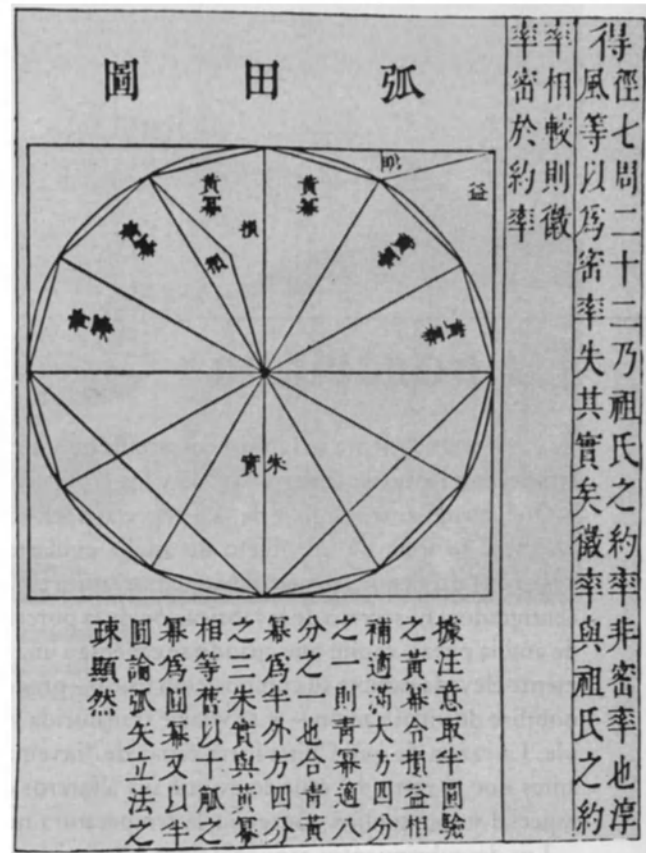 得徑七周二十二乃祖氏之約率非密率也淳
風等以爲密率失其實矣徽率與祖氏之約
率相較則徽
率密於約率
弧田圖
益
黃冪
黃冪
損
朱實
據注意取半圜驗
之黃冪令損益相
補適滿大方四分
之二則青冪適八
分之一也合青黃
冪爲半外方四分
之三朱實與黃冪
相等舊以十觚之
冪爲圓冪又以半
圓論弧矢立法之
疎顯然